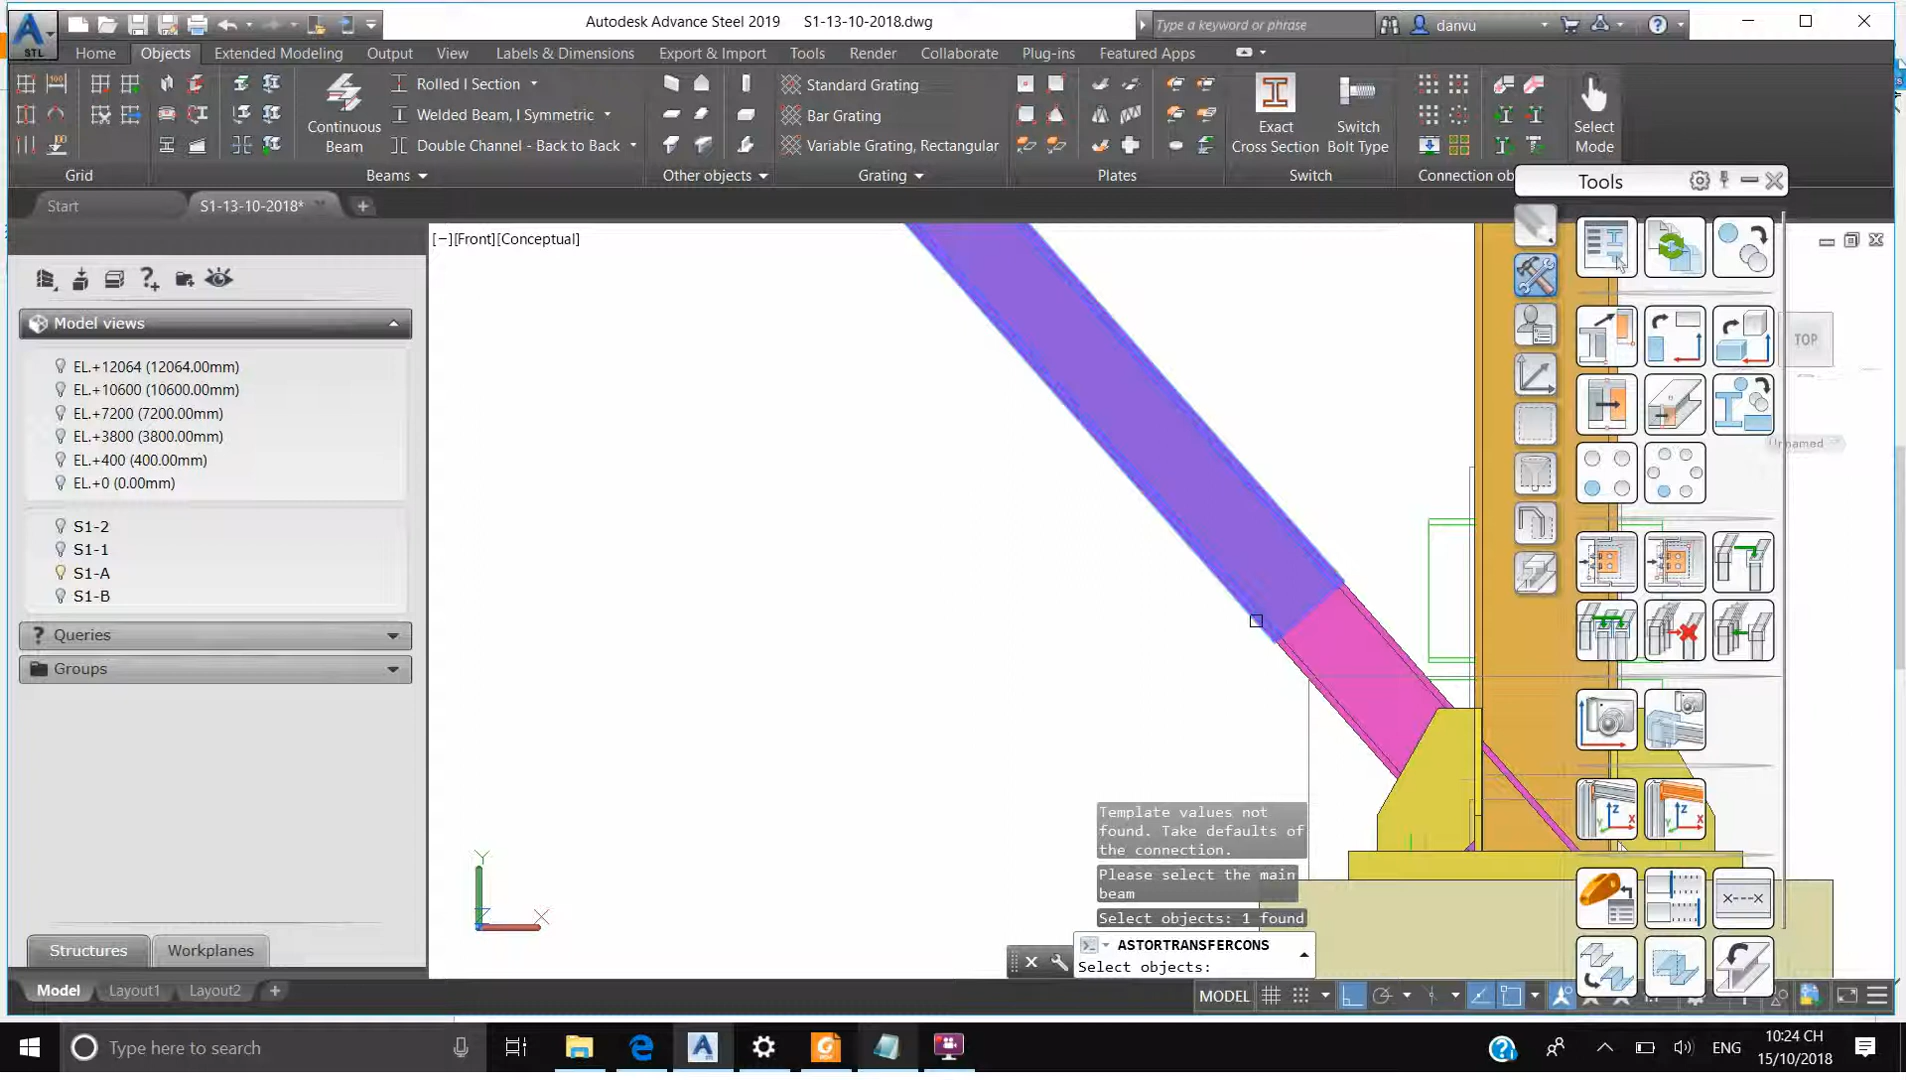 Autodesk Advance Steel 2019    S1-13-10-2018.dwg
Type a keyword or phrase
danvu
STL
Home
Objects
Extended Modeling
Output
View
Labels & Dimensions
Export & Import
Tools
Render
Collaborate
Plug-ins
Featured Apps
Continuous
Beam
Rolled I Section
Welded Beam, I Symmetric
Double Channel - Back to Back
Standard Grating
Bar Grating
Variable Grating, Rectangular
Exact
Cross Section
Switch
Bolt Type
Select
Mode
Grid
Beams
Other objects
Grating
Plates
Switch
Connection ob
Tools
Start
S1-13-10-2018*
[−][Front][Conceptual]
Model views
EL.+12064 (12064.00mm)
EL.+10600 (10600.00mm)
EL.+7200 (7200.00mm)
EL.+3800 (3800.00mm)
EL.+400 (400.00mm)
EL.+0 (0.00mm)
S1-2
S1-1
S1-A
S1-B
Queries
Groups
TOP
Unnamed
Template values not
found. Take defaults of
the connection.
Please select the main
beam
Select objects: 1 found
ASTORTRANSFERCONS
Select objects:
Y
Z
X
Structures
Workplanes
Model
Layout1
Layout2
MODEL
Type here to search
ENG
10:24 CH
15/10/2018